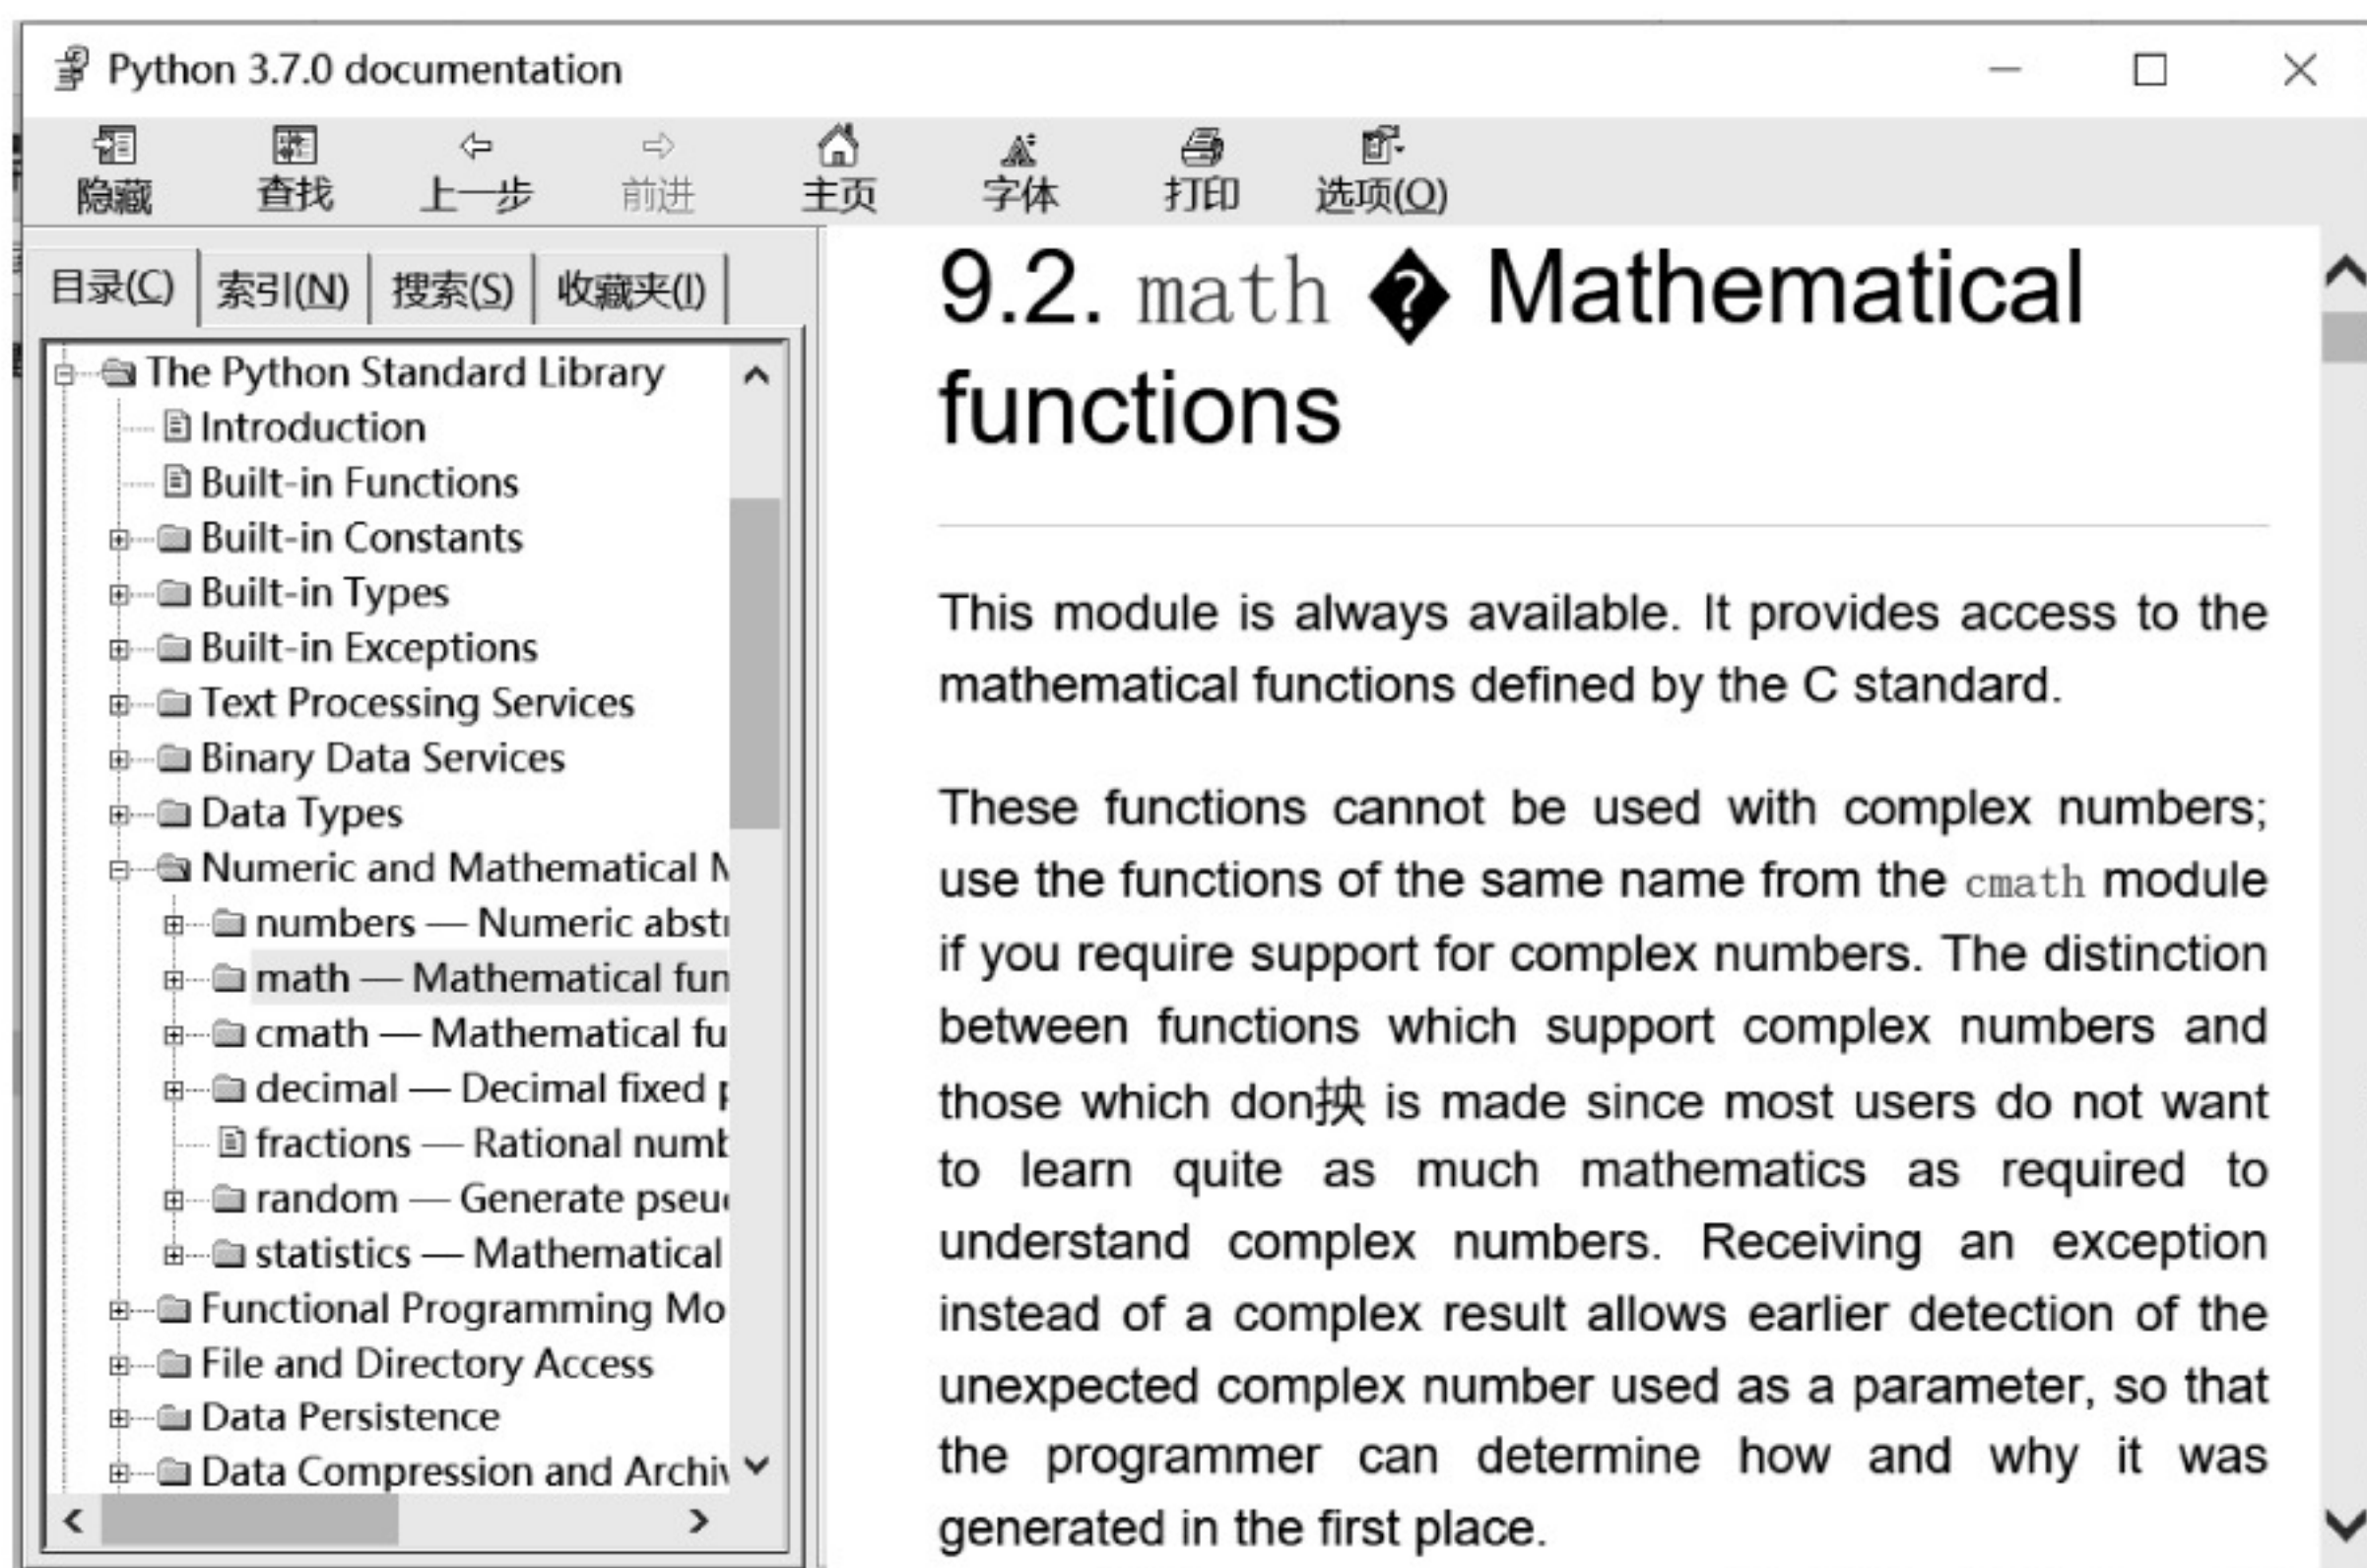 Python 3.7.0 documentation
隐藏 查找 上一步 前进 主页 字体 打印 选项(O)
目录(C) 索引(N) 搜索(S) 收藏夹(I)
The Python Standard Library
Introduction
Built-in Functions
Built-in Constants
Built-in Types
Built-in Exceptions
Text Processing Services
Binary Data Services
Data Types
Numeric and Mathematical M
numbers — Numeric abstr
math — Mathematical fun
cmath — Mathematical fu
decimal — Decimal fixed p
fractions — Rational numb
random — Generate pseud
statistics — Mathematical
Functional Programming Mo
File and Directory Access
Data Persistence
Data Compression and Archiv
9.2. math � Mathematical
functions
This module is always available. It provides access to the
mathematical functions defined by the C standard.
These functions cannot be used with complex numbers;
use the functions of the same name from the cmath module
if you require support for complex numbers. The distinction
between functions which support complex numbers and
those which don抰 is made since most users do not want
to learn quite as much mathematics as required to
understand complex numbers. Receiving an exception
instead of a complex result allows earlier detection of the
unexpected complex number used as a parameter, so that
the programmer can determine how and why it was
generated in the first place.